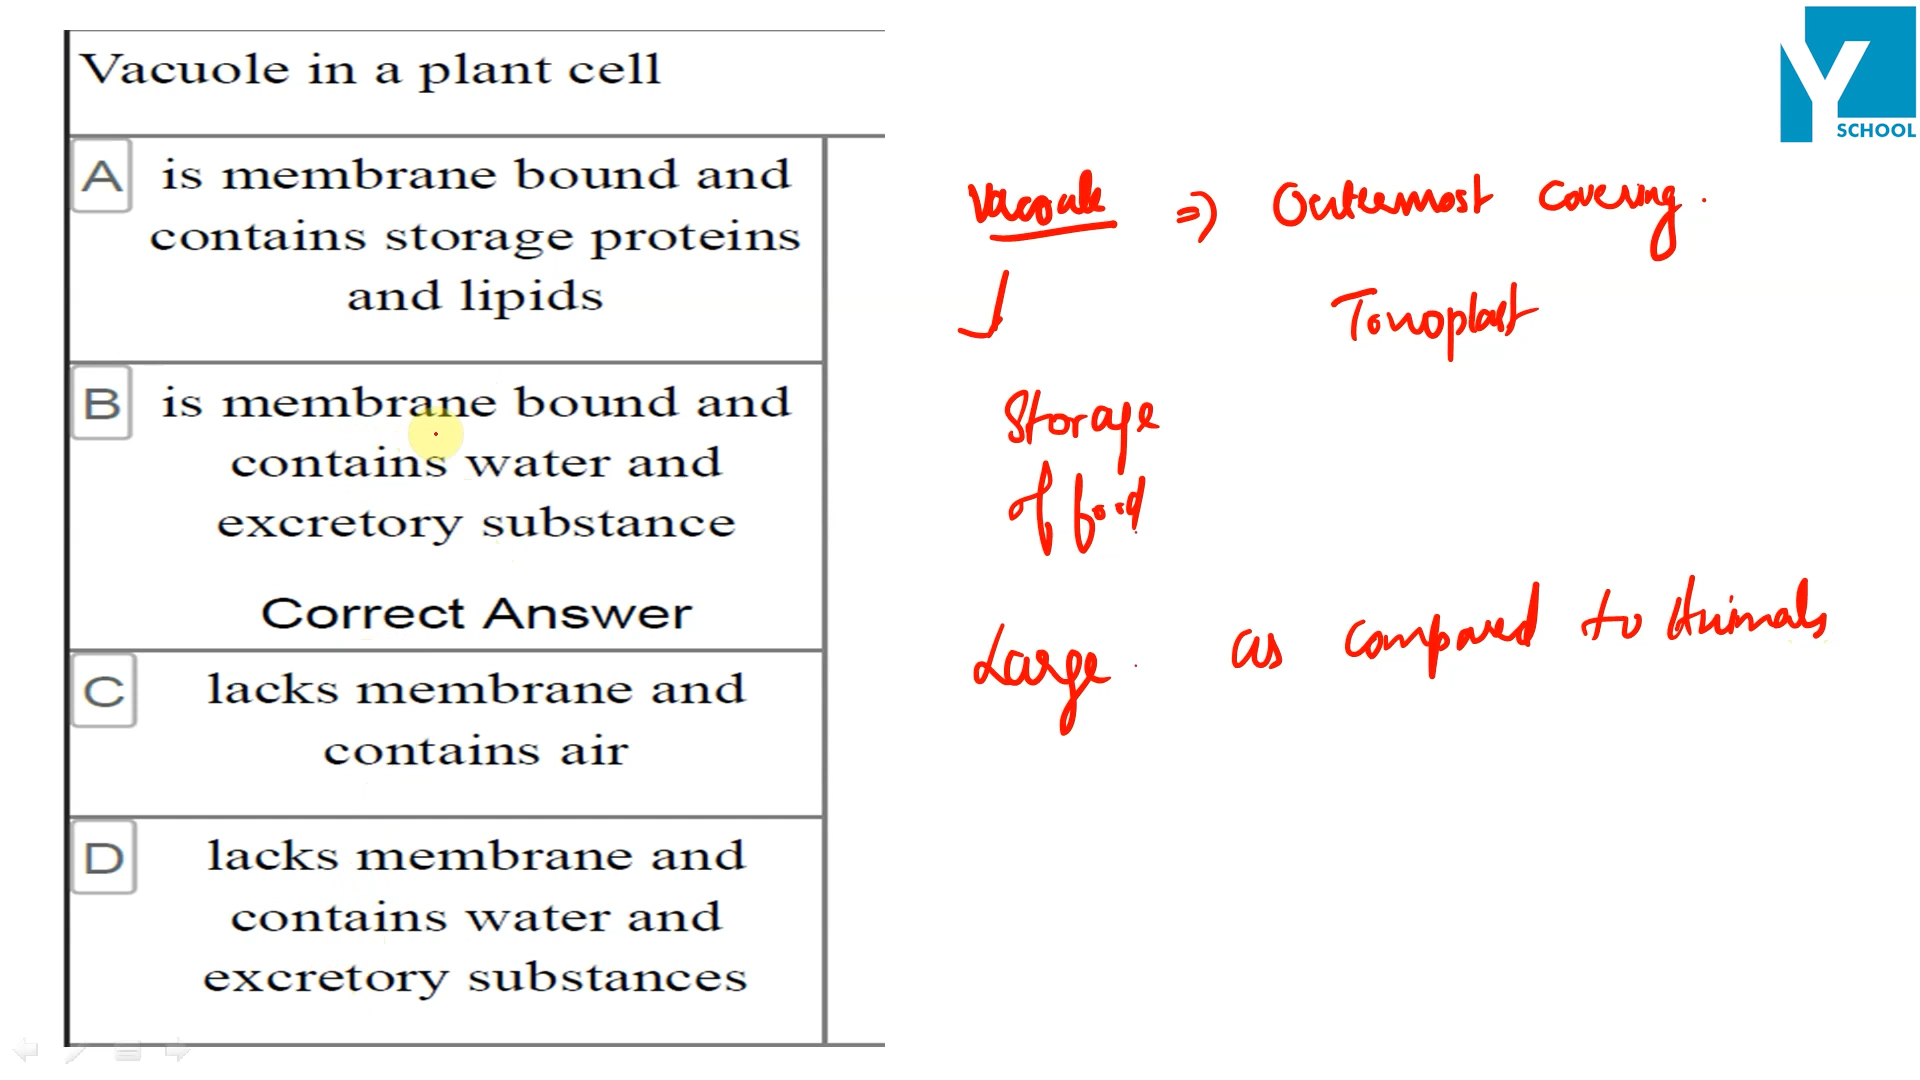 Vacuole in a plant cell
A is membrane bound and
contains storage proteins
and lipids
B is membrane bound and
contains water and
excretory substance
Correct Answer
C lacks membrane and
contains air
D lacks membrane and
contains water and
excretory substances
Y
SCHOOL
Vacuole => Outermost covering.
Tonoplast
Storage
of food
Large as compared to Animals